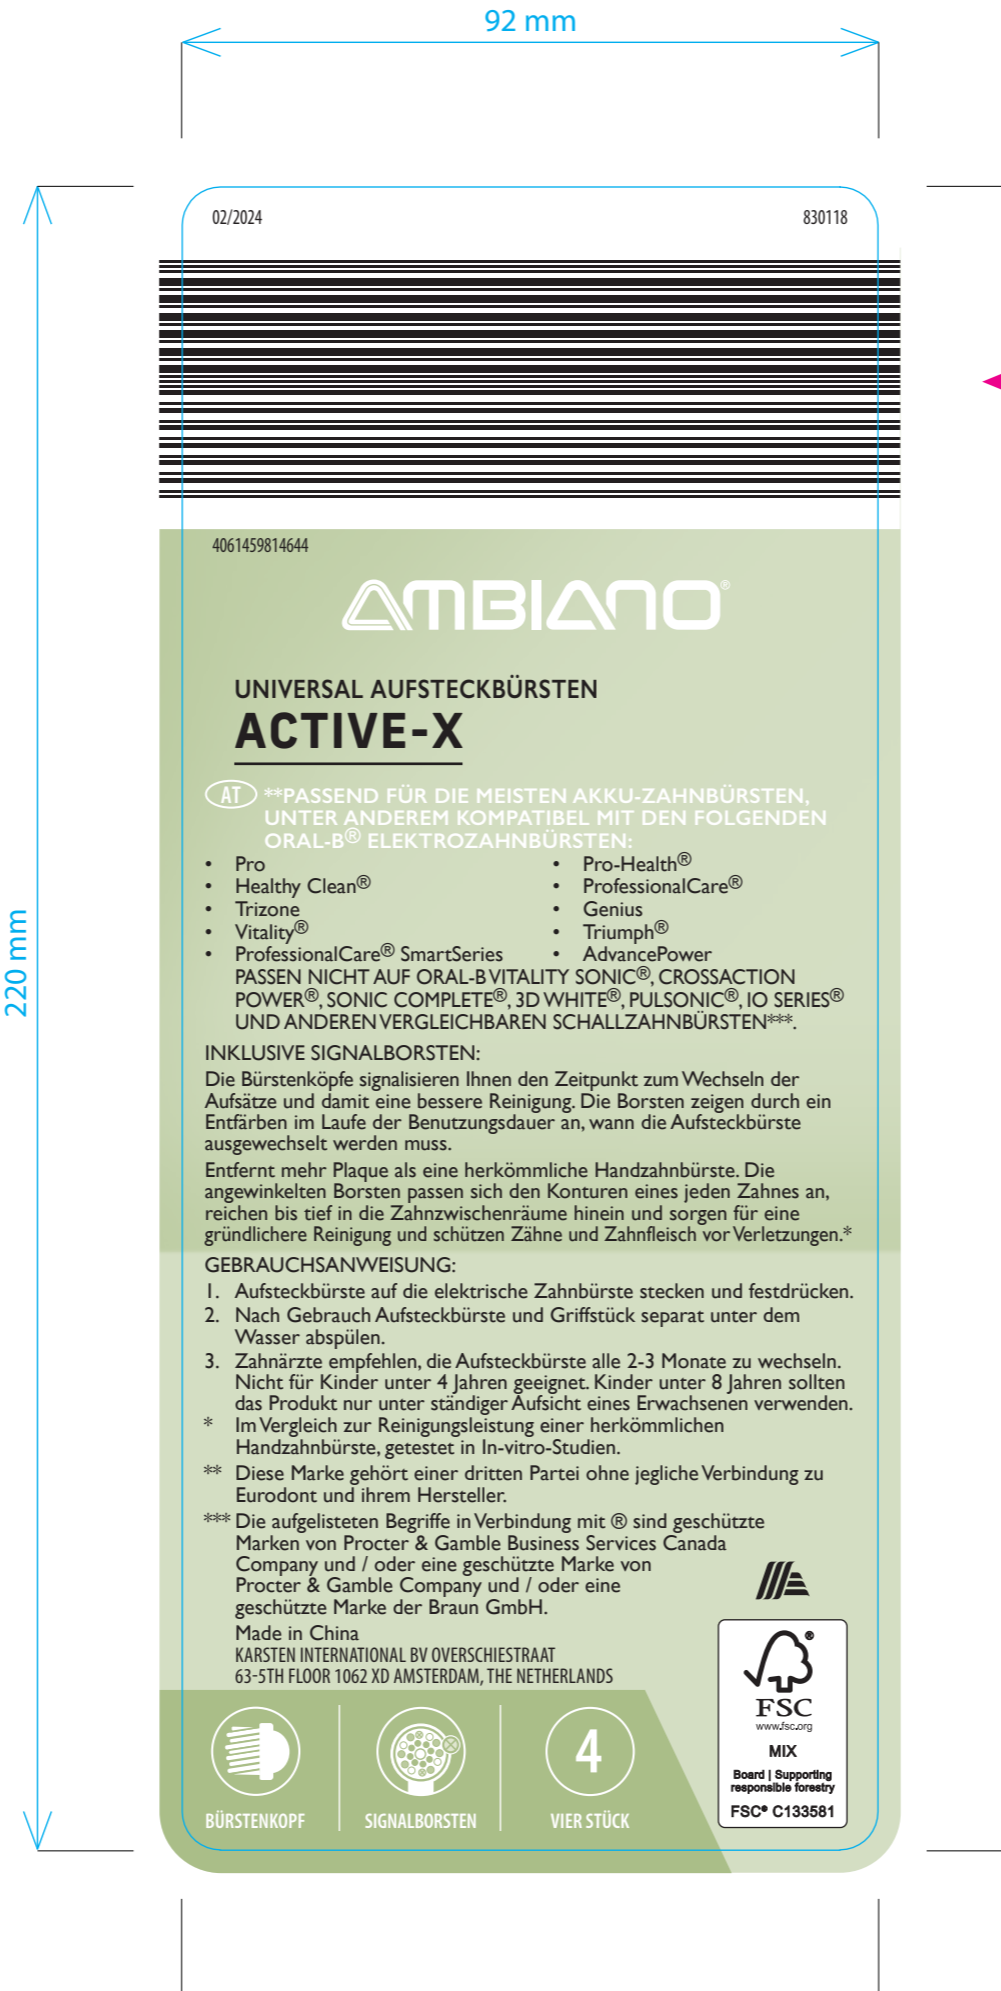 92 mm
220 mm
02/2024 830118
4061459814644
AMBIANO®
UNIVERSAL AUFSTECKBÜRSTEN
ACTIVE-X
AT **PASSEND FÜR DIE MEISTEN AKKU-ZAHNBÜRSTEN,
UNTER ANDEREM KOMPATIBEL MIT DEN FOLGENDEN
ORAL-B® ELEKTROZAHNBÜRSTEN:
• Pro
• Healthy Clean®
• Trizone
• Vitality®
• ProfessionalCare® SmartSeries
• Pro-Health®
• ProfessionalCare®
• Genius
• Triumph®
• AdvancePower
PASSEN NICHT AUF ORAL-B VITALITY SONIC®, CROSSACTION
POWER®, SONIC COMPLETE®, 3D WHITE®, PULSONIC®, IO SERIES®
UND ANDEREN VERGLEICHBAREN SCHALLZAHNBÜRSTEN***.
INKLUSIVE SIGNALBORSTEN:
Die Bürstenköpfe signalisieren Ihnen den Zeitpunkt zum Wechseln der
Aufsätze und damit eine bessere Reinigung. Die Borsten zeigen durch ein
Entfärben im Laufe der Benutzungsdauer an, wann die Aufsteckbürste
ausgewechselt werden muss.
Entfernt mehr Plaque als eine herkömmliche Handzahnbürste. Die
angewinkelten Borsten passen sich den Konturen eines jeden Zahnes an,
reichen bis tief in die Zahnzwischenräume hinein und sorgen für eine
gründlichere Reinigung und schützen Zähne und Zahnfleisch vor Verletzungen.*
GEBRAUCHSANWEISUNG:
1. Aufsteckbürste auf die elektrische Zahnbürste stecken und festdrücken.
2. Nach Gebrauch Aufsteckbürste und Griffstück separat unter dem
Wasser abspülen.
3. Zahnärzte empfehlen, die Aufsteckbürste alle 2-3 Monate zu wechseln.
Nicht für Kinder unter 4 Jahren geeignet. Kinder unter 8 Jahren sollten
das Produkt nur unter ständiger Aufsicht eines Erwachsenen verwenden.
* Im Vergleich zur Reinigungsleistung einer herkömmlichen
Handzahnbürste, getestet in In-vitro-Studien.
** Diese Marke gehört einer dritten Partei ohne jegliche Verbindung zu
Eurodont und ihrem Hersteller.
*** Die aufgelisteten Begriffe in Verbindung mit ® sind geschützte
Marken von Procter & Gamble Business Services Canada
Company und / oder eine geschützte Marke von
Procter & Gamble Company und / oder eine
geschützte Marke der Braun GmbH.
Made in China
KARSTEN INTERNATIONAL BV OVERSCHIESTRAAT
63-5TH FLOOR 1062 XD AMSTERDAM, THE NETHERLANDS
®
FSC
www.fsc.org
MIX
Board | Supporting
responsible forestry
FSC® C133581
4
BÜRSTENKOPF SIGNALBORSTEN VIER STÜCK